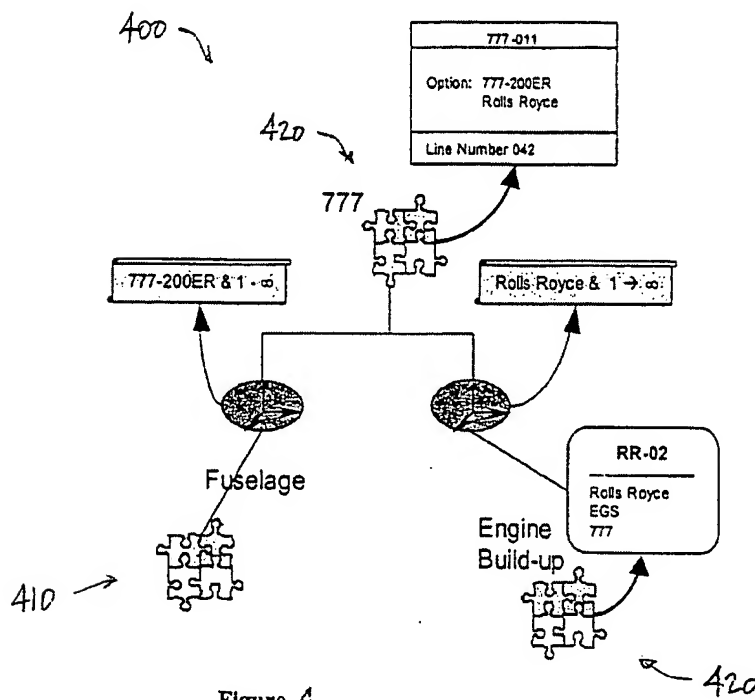 400
777-011
Option: 777-200ER
Rolls Royce
Line Number 042
420
777
777-200ER & 1 - ∞
Rolls Royce & 1 → ∞
Fuselage
RR-02
Rolls Royce
EGS
777
Engine
Build-up
410
420
Figure 4